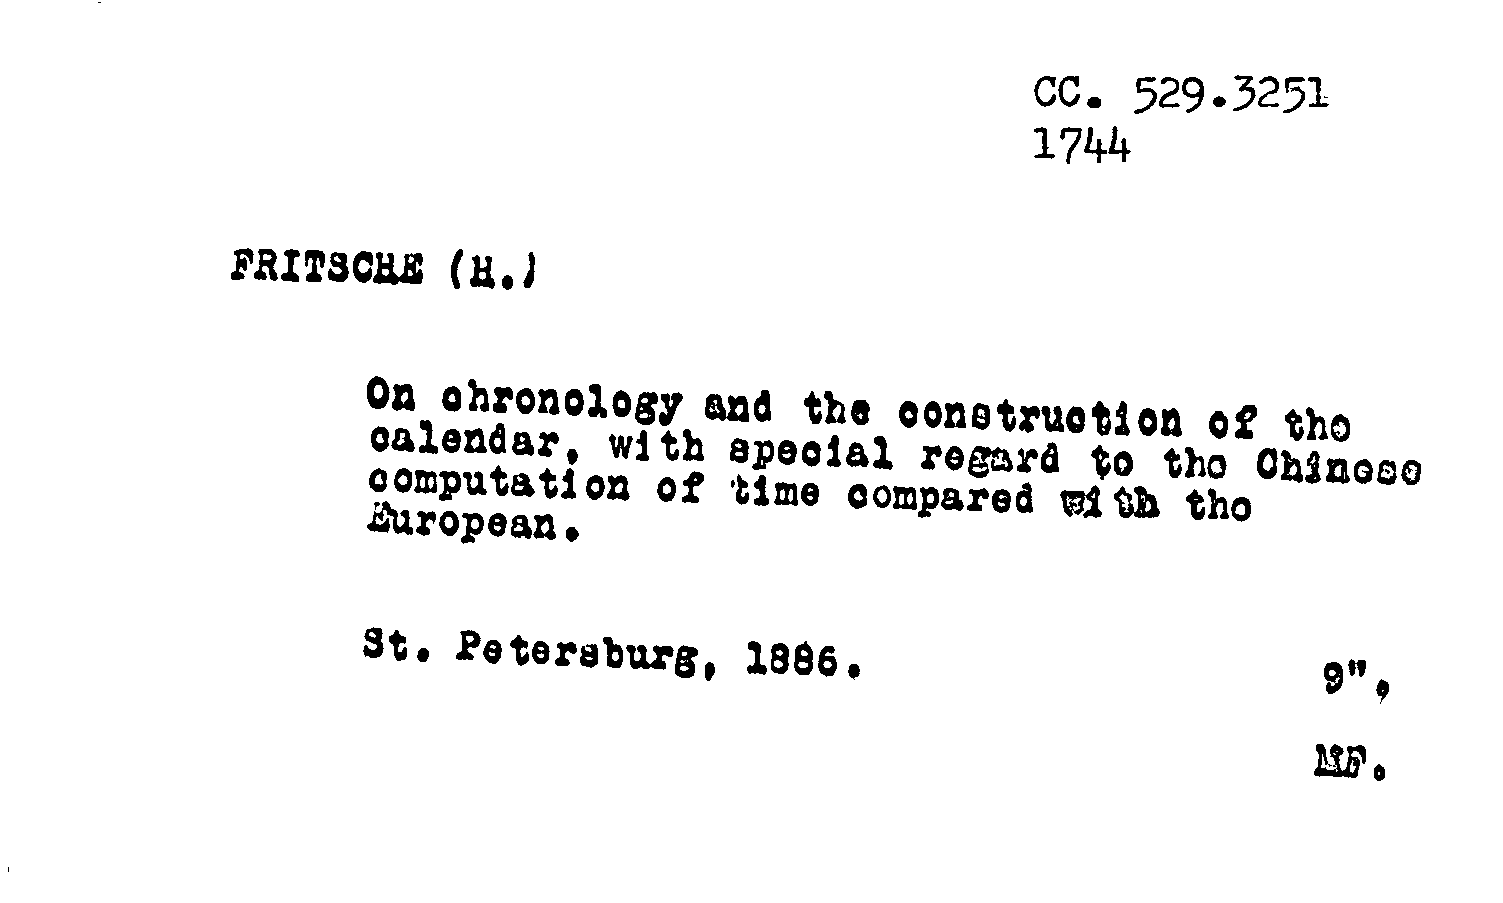 CC. 529.3251
1744
FRITSCHE (H.)
On chronology and the construction of the
calendar, with special regard to the Chinese
computation of time compared with the
European.
St. Petersburg, 1886.
9",
MF.